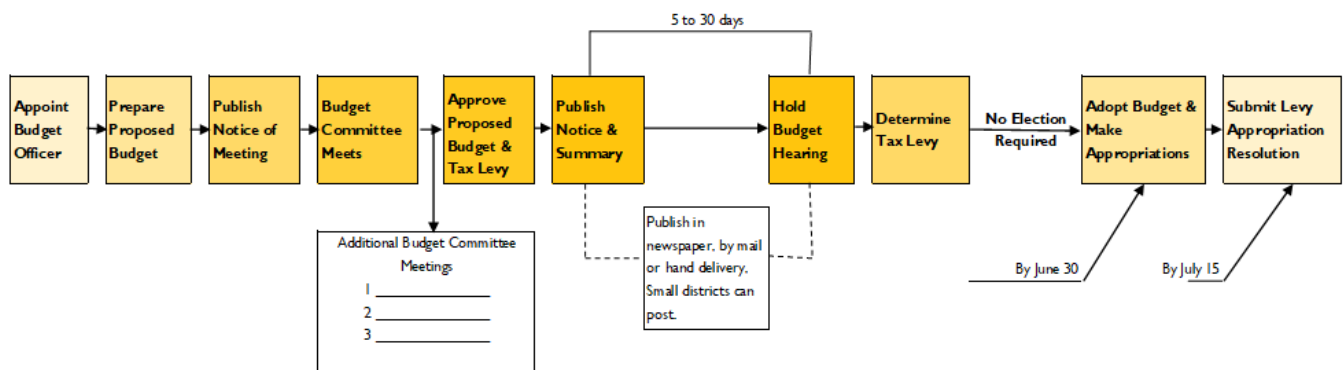 5 to 30 days
Appoint
Budget
Officer
Prepare
Proposed
Budget
Publish
Notice of
Meeting
Budget
Committee
Meets
Approve
Proposed
Budget &
Tax Levy
Publish
Notice &
Summary
Hold
Budget
Hearing
Determine
Tax Levy
No Election
Required
Adopt Budget &
Make
Appropriations
Submit Levy
Appropriation
Resolution
Additional Budget Committee
Meetings
1
2
3
Publish in
newspaper, by mail
or hand delivery.
Small districts can
post.
By June 30
By July 15